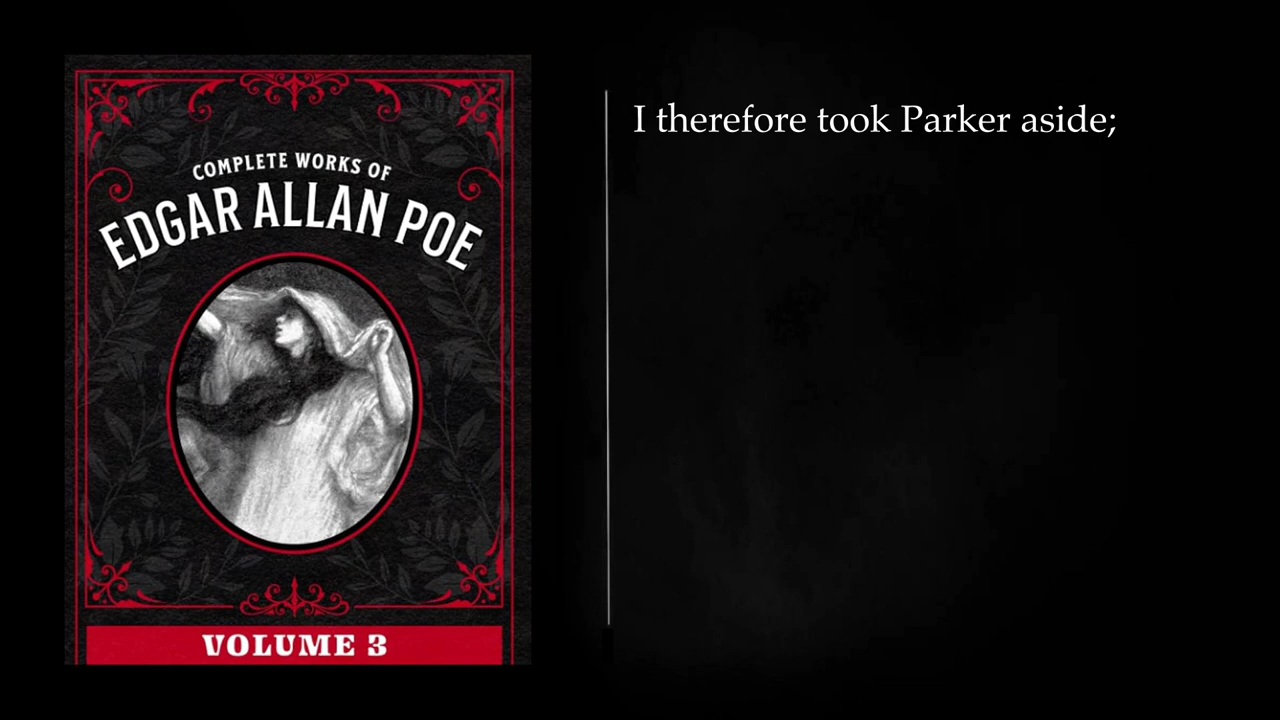 COMPLETE WORKS OF
EDGAR ALLAN POE
VOLUME 3
I therefore took Parker aside;